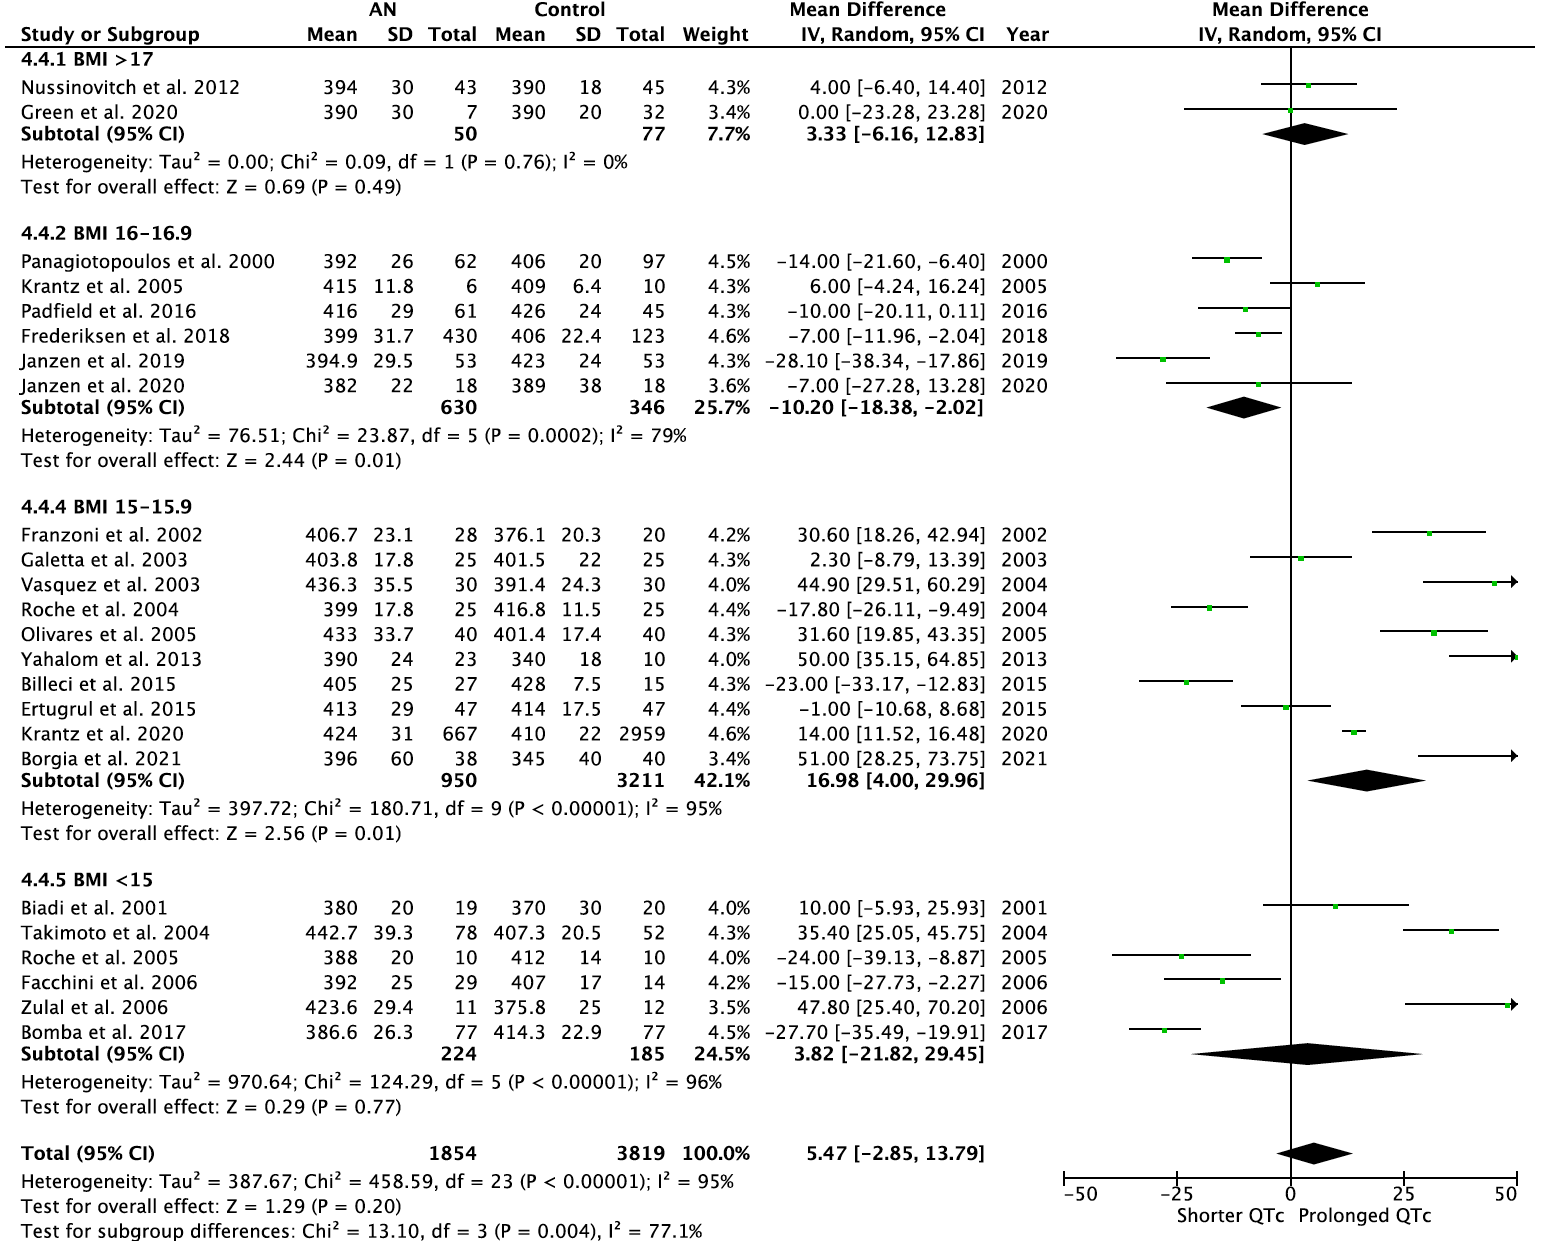 AN Control Mean Difference Mean Difference
Study or Subgroup Mean SD Total Mean SD Total Weight IV, Random, 95% CI Year IV, Random, 95% CI
4.4.1 BMI >17
Nussinovitch et al. 2012 394 30 43 390 18 45 4.3% 4.00 [−6.40, 14.40] 2012
Green et al. 2020 390 30 7 390 20 32 3.4% 0.00 [−23.28, 23.28] 2020
Subtotal (95% CI) 50 77 7.7% 3.33 [−6.16, 12.83]
Heterogeneity: Tau² = 0.00; Chi² = 0.09, df = 1 (P = 0.76); I² = 0%
Test for overall effect: Z = 0.69 (P = 0.49)
4.4.2 BMI 16−16.9
Panagiotopoulos et al. 2000 392 26 62 406 20 97 4.5% −14.00 [−21.60, −6.40] 2000
Krantz et al. 2005 415 11.8 6 409 6.4 10 4.3% 6.00 [−4.24, 16.24] 2005
Padfield et al. 2016 416 29 61 426 24 45 4.3% −10.00 [−20.11, 0.11] 2016
Frederiksen et al. 2018 399 31.7 430 406 22.4 123 4.6% −7.00 [−11.96, −2.04] 2018
Janzen et al. 2019 394.9 29.5 53 423 24 53 4.3% −28.10 [−38.34, −17.86] 2019
Janzen et al. 2020 382 22 18 389 38 18 3.6% −7.00 [−27.28, 13.28] 2020
Subtotal (95% CI) 630 346 25.7% −10.20 [−18.38, −2.02]
Heterogeneity: Tau² = 76.51; Chi² = 23.87, df = 5 (P = 0.0002); I² = 79%
Test for overall effect: Z = 2.44 (P = 0.01)
4.4.4 BMI 15−15.9
Franzoni et al. 2002 406.7 23.1 28 376.1 20.3 20 4.2% 30.60 [18.26, 42.94] 2002
Galetta et al. 2003 403.8 17.8 25 401.5 22 25 4.3% 2.30 [−8.79, 13.39] 2003
Vasquez et al. 2003 436.3 35.5 30 391.4 24.3 30 4.0% 44.90 [29.51, 60.29] 2004
Roche et al. 2004 399 17.8 25 416.8 11.5 25 4.4% −17.80 [−26.11, −9.49] 2004
Olivares et al. 2005 433 33.7 40 401.4 17.4 40 4.3% 31.60 [19.85, 43.35] 2005
Yahalom et al. 2013 390 24 23 340 18 10 4.0% 50.00 [35.15, 64.85] 2013
Billeci et al. 2015 405 25 27 428 7.5 15 4.3% −23.00 [−33.17, −12.83] 2015
Ertugrul et al. 2015 413 29 47 414 17.5 47 4.4% −1.00 [−10.68, 8.68] 2015
Krantz et al. 2020 424 31 667 410 22 2959 4.6% 14.00 [11.52, 16.48] 2020
Borgia et al. 2021 396 60 38 345 40 40 3.4% 51.00 [28.25, 73.75] 2021
Subtotal (95% CI) 950 3211 42.1% 16.98 [4.00, 29.96]
Heterogeneity: Tau² = 397.72; Chi² = 180.71, df = 9 (P < 0.00001); I² = 95%
Test for overall effect: Z = 2.56 (P = 0.01)
4.4.5 BMI <15
Biadi et al. 2001 380 20 19 370 30 20 4.0% 10.00 [−5.93, 25.93] 2001
Takimoto et al. 2004 442.7 39.3 78 407.3 20.5 52 4.3% 35.40 [25.05, 45.75] 2004
Roche et al. 2005 388 20 10 412 14 10 4.0% −24.00 [−39.13, −8.87] 2005
Facchini et al. 2006 392 25 29 407 17 14 4.2% −15.00 [−27.73, −2.27] 2006
Zulal et al. 2006 423.6 29.4 11 375.8 25 12 3.5% 47.80 [25.40, 70.20] 2006
Bomba et al. 2017 386.6 26.3 77 414.3 22.9 77 4.5% −27.70 [−35.49, −19.91] 2017
Subtotal (95% CI) 224 185 24.5% 3.82 [−21.82, 29.45]
Heterogeneity: Tau² = 970.64; Chi² = 124.29, df = 5 (P < 0.00001); I² = 96%
Test for overall effect: Z = 0.29 (P = 0.77)
Total (95% CI) 1854 3819 100.0% 5.47 [−2.85, 13.79]
Heterogeneity: Tau² = 387.67; Chi² = 458.59, df = 23 (P < 0.00001); I² = 95%
Test for overall effect: Z = 1.29 (P = 0.20)
Test for subgroup differences: Chi² = 13.10, df = 3 (P = 0.004), I² = 77.1%
−50 −25 0 25 50
Shorter QTc Prolonged QTc